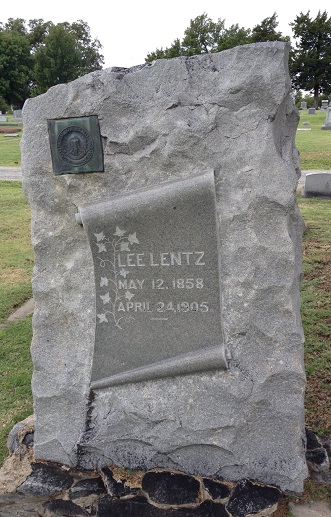 LEE LENTZ
MAY 12, 1858
APRIL 24, 1905